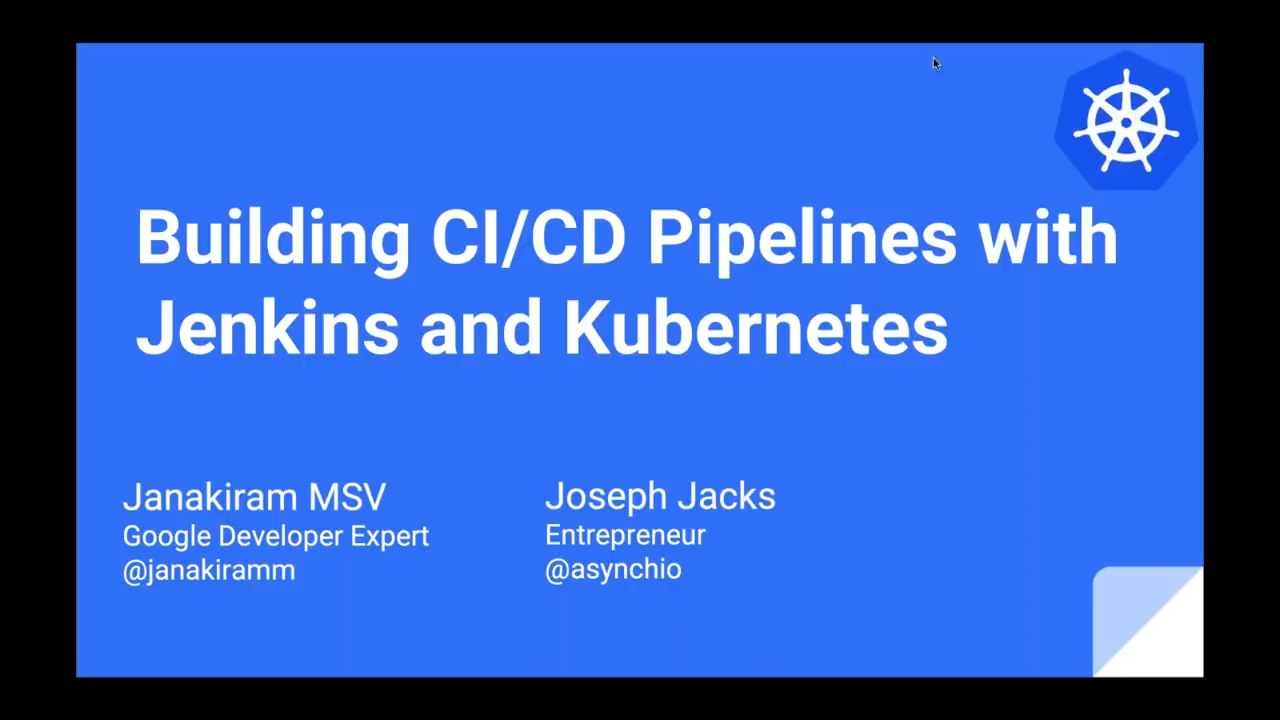 Building CI/CD Pipelines with
Jenkins and Kubernetes
Janakiram MSV
Google Developer Expert
@janakiramm
Joseph Jacks
Entrepreneur
@asynchio